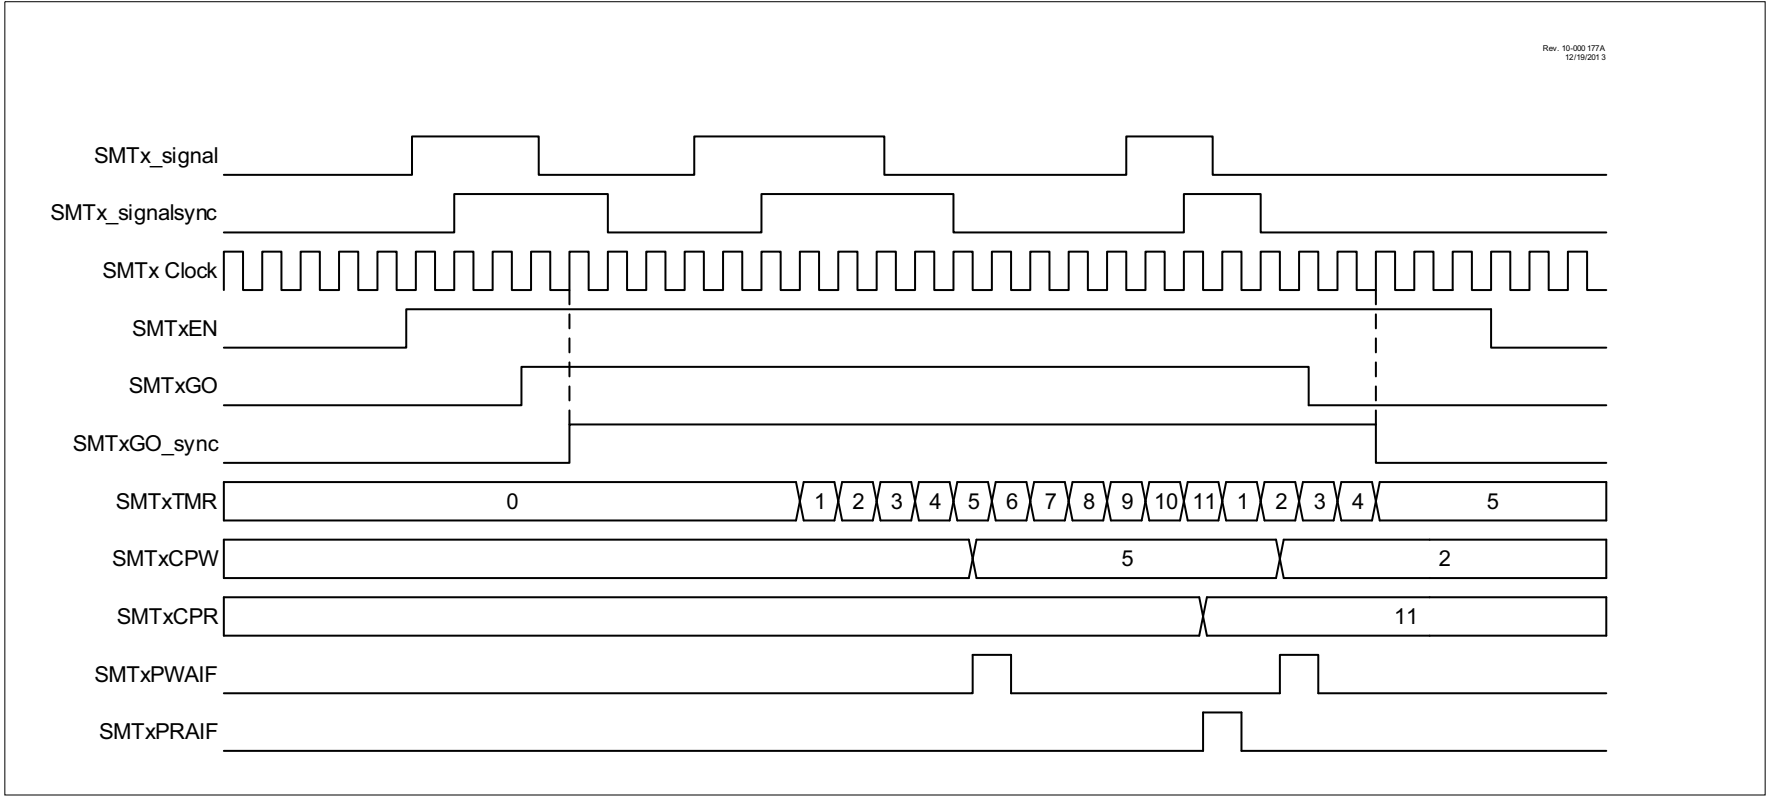 Rev. 10-000 177A
12/19/201 3
SMTx_signal
SMTx_signalsync
SMTx Clock
SMTxEN
SMTxGO
SMTxGO_sync
SMTxTMR 0 1 2 3 4 5 6 7 8 9 10 11 1 2 3 4 5
SMTxCPW 5 2
SMTxCPR 11
SMTxPWAIF
SMTxPRAIF